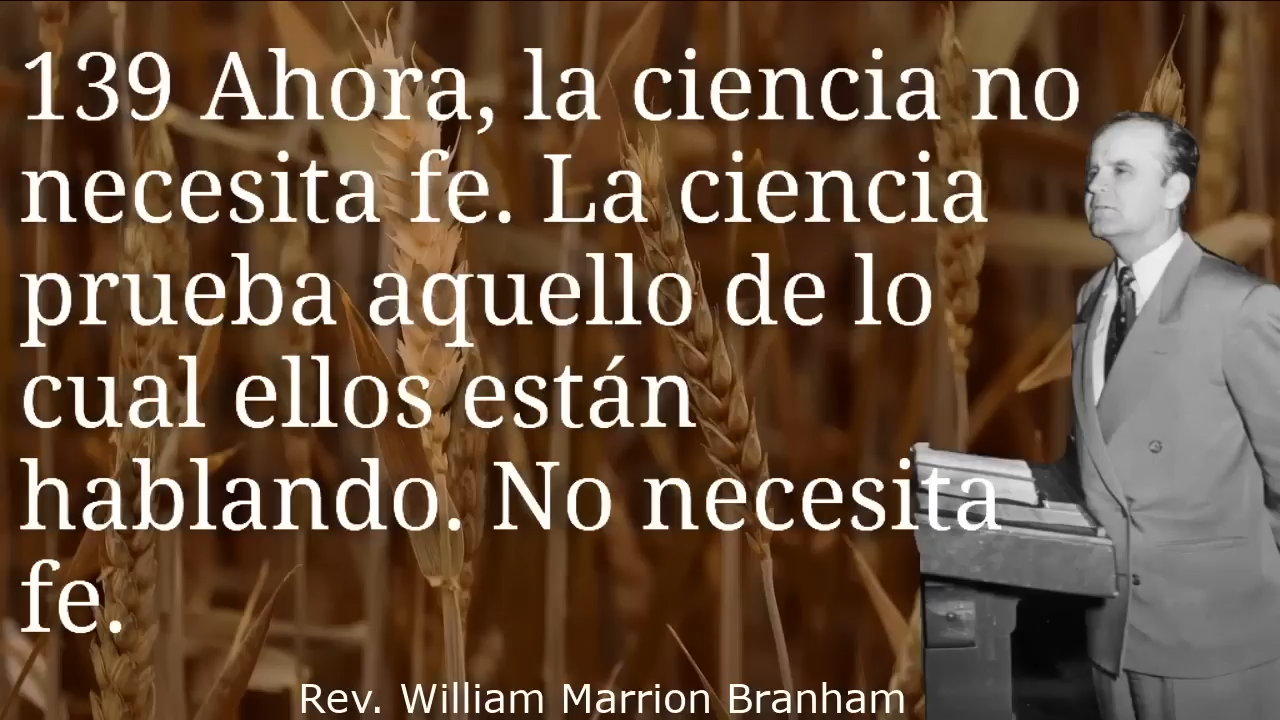 139 Ahora, la ciencia no
necesita fe. La ciencia
prueba aquello de lo
cual ellos están
hablando. No necesita
fe.
Rev. William Marrion Branham